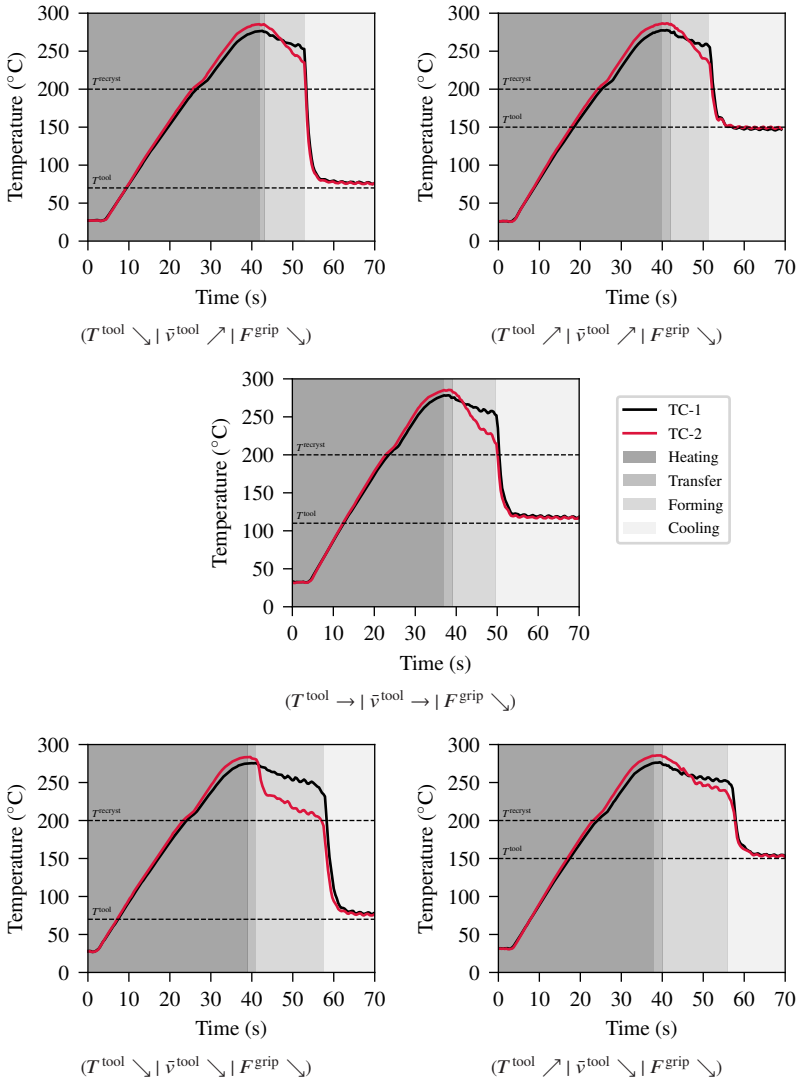 300
250
200
150
100
50
0
Temperature (°C)
T^recryst
T^tool
0 10 20 30 40 50 60 70
Time (s)
(T^tool ↘ | v̄^tool ↗ | F^grip ↘)
300
250
200
150
100
50
0
Temperature (°C)
T^recryst
T^tool
0 10 20 30 40 50 60 70
Time (s)
(T^tool ↗ | v̄^tool ↗ | F^grip ↘)
300
250
200
150
100
50
0
Temperature (°C)
T^recryst
T^tool
0 10 20 30 40 50 60 70
Time (s)
(T^tool → | v̄^tool → | F^grip ↘)
TC-1
TC-2
Heating
Transfer
Forming
Cooling
300
250
200
150
100
50
0
Temperature (°C)
T^recryst
T^tool
0 10 20 30 40 50 60 70
Time (s)
(T^tool ↘ | v̄^tool ↘ | F^grip ↘)
300
250
200
150
100
50
0
Temperature (°C)
T^recryst
T^tool
0 10 20 30 40 50 60 70
Time (s)
(T^tool ↗ | v̄^tool ↘ | F^grip ↘)